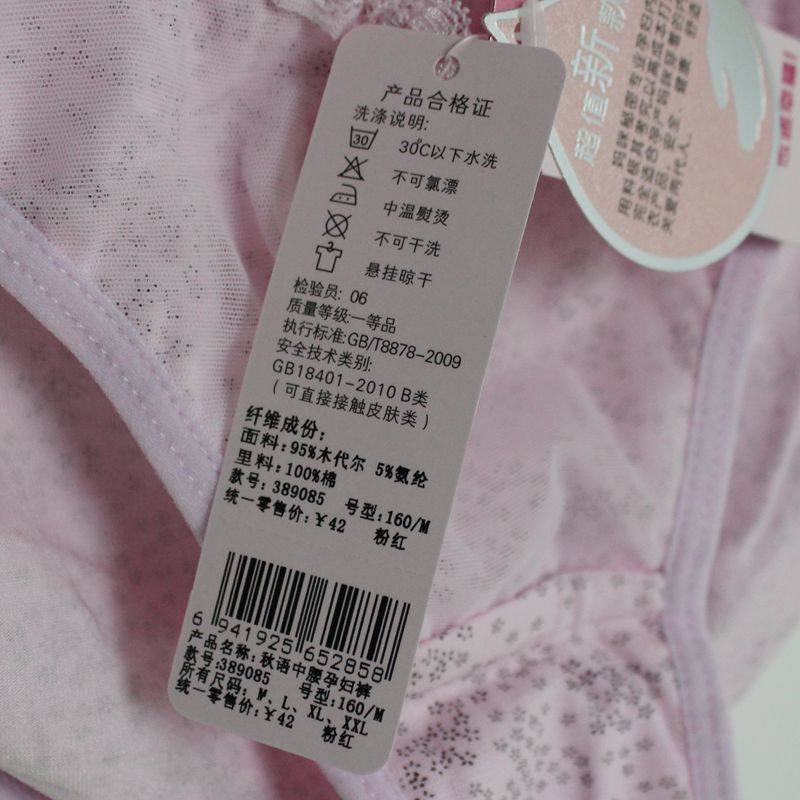 产品合格证
洗涤说明:
30
30℃以下水洗
不可氯漂
中温熨烫
不可干洗
悬挂晾干
检验员: 06
质量等级:一等品
执行标准:GB/T8878-2009
安全技术类别:
GB18401-2010 B类
(可直接接触皮肤类)
纤维成份:
面料:95%木代尔 5%氨纶
里料:100%棉
款号: 389085 号型:160/M
统一零售价:¥42 粉红
6 941925 652858
产品名称:秋语中腰孕妇裤
款号:389085 号型:160/M
所有尺码: M、L、XL、XXL
统一零售价:¥42 粉红
超值新